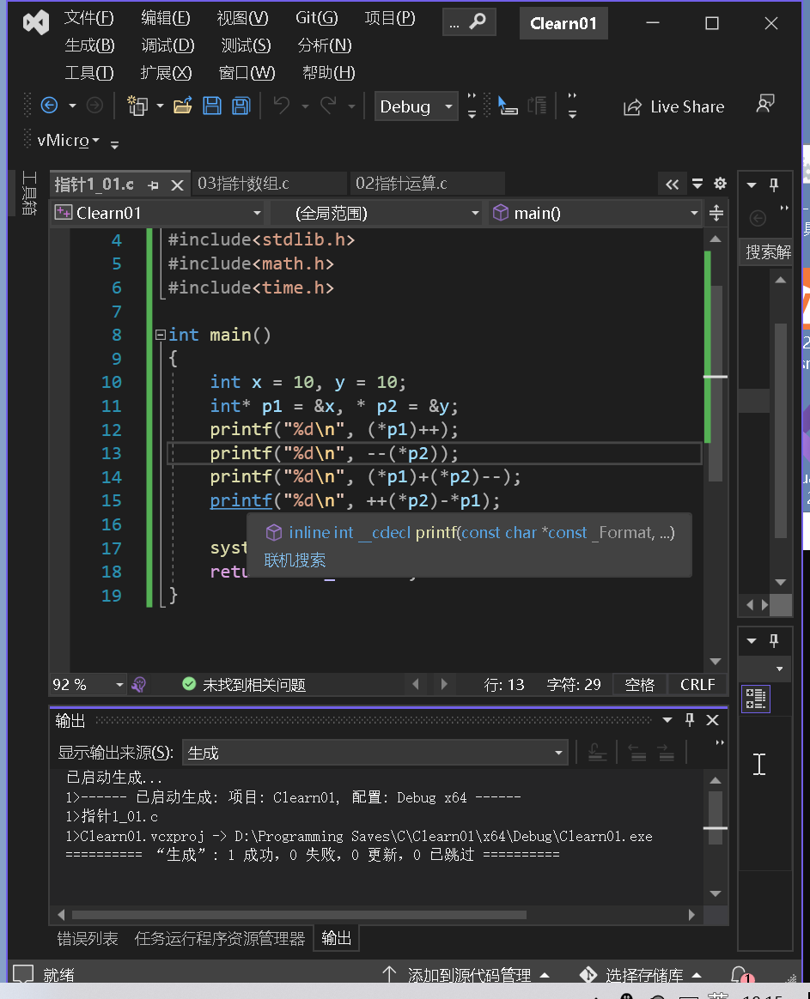 文件(F) 编辑(E) 视图(V) Git(G) 项目(P)
... Clearn01
生成(B) 调试(D) 测试(S) 分析(N)
工具(T) 扩展(X) 窗口(W) 帮助(H)
Debug Live Share
vMicro
工具箱
指针1_01.c 03指针数组.c 02指针运算.c
Clearn01 (全局范围) main()
搜索解
4 #include<stdlib.h>
5 #include<math.h>
6 #include<time.h>
7
8 int main()
9 {
10 int x = 10, y = 10;
11 int* p1 = &x, * p2 = &y;
12 printf("%d\n", (*p1)++);
13 printf("%d\n", --(*p2));
14 printf("%d\n", (*p1)+(*p2)--);
15 printf("%d\n", ++(*p2)-*p1);
16
inline int __cdecl printf(const char *const _Format, ...)
联机搜索
17 syst
18 retu
19 }
92 % 未找到相关问题 行: 13 字符: 29 空格 CRLF
输出
显示输出来源(S): 生成
已启动生成...
1>------ 已启动生成: 项目: Clearn01, 配置: Debug x64 ------
1>指针1_01.c
1>Clearn01.vcxproj -> D:\Programming Saves\C\Clearn01\x64\Debug\Clearn01.exe
========== “生成”: 1 成功，0 失败，0 更新，0 已跳过 ==========
错误列表 任务运行程序资源管理器 输出
就绪 添加到源代码管理 选择存储库 1